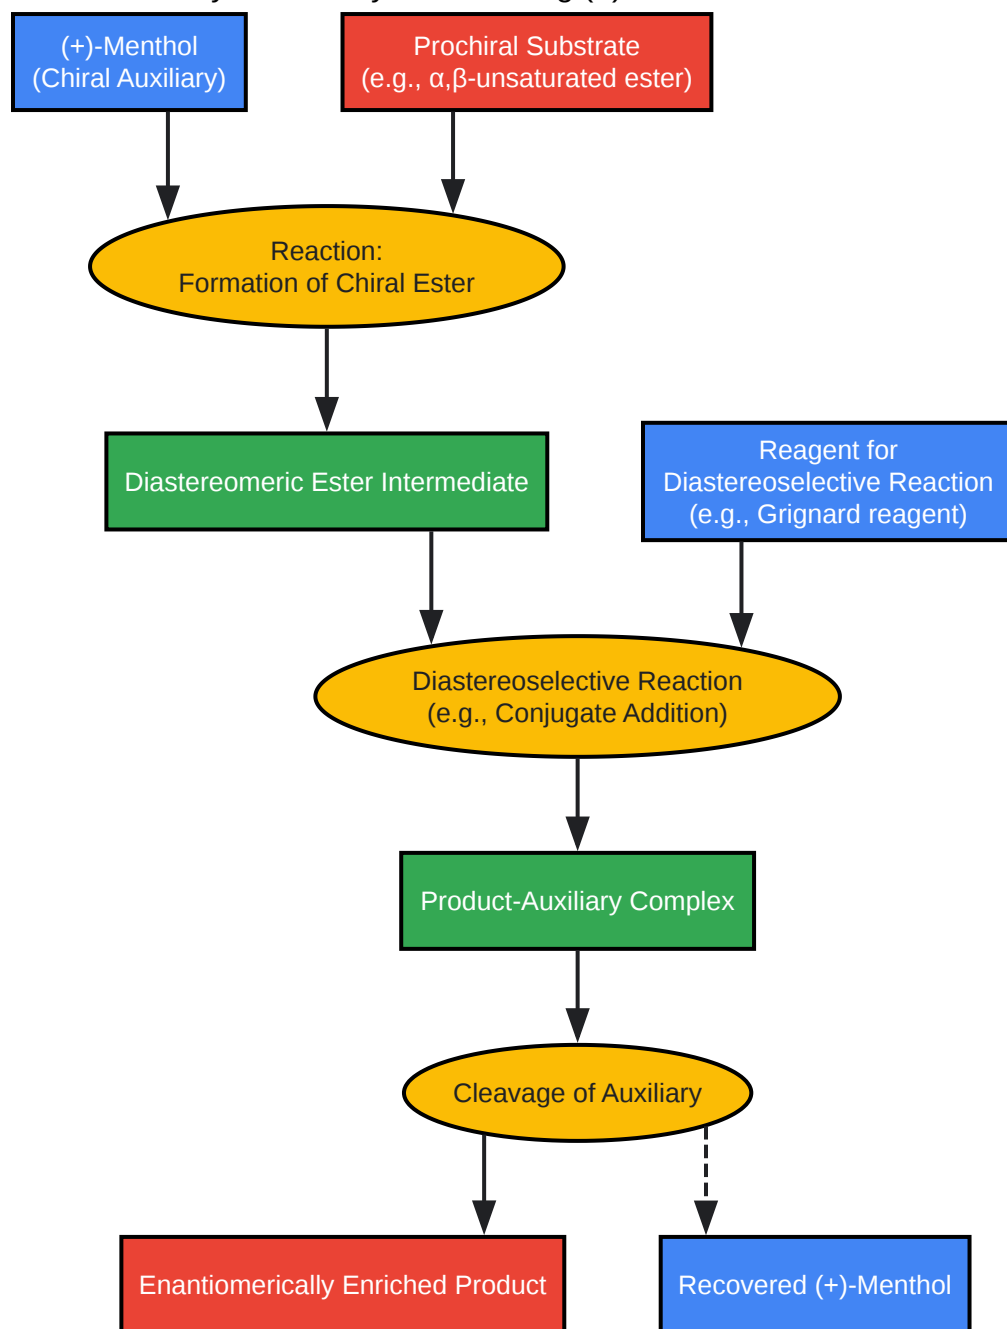 (+)-Menthol
(Chiral Auxiliary)
Prochiral Substrate
(e.g., α,β-unsaturated ester)
Reaction:
Formation of Chiral Ester
Diastereomeric Ester Intermediate
Reagent for
Diastereoselective Reaction
(e.g., Grignard reagent)
Diastereoselective Reaction
(e.g., Conjugate Addition)
Product-Auxiliary Complex
Cleavage of Auxiliary
Enantiomerically Enriched Product
Recovered (+)-Menthol